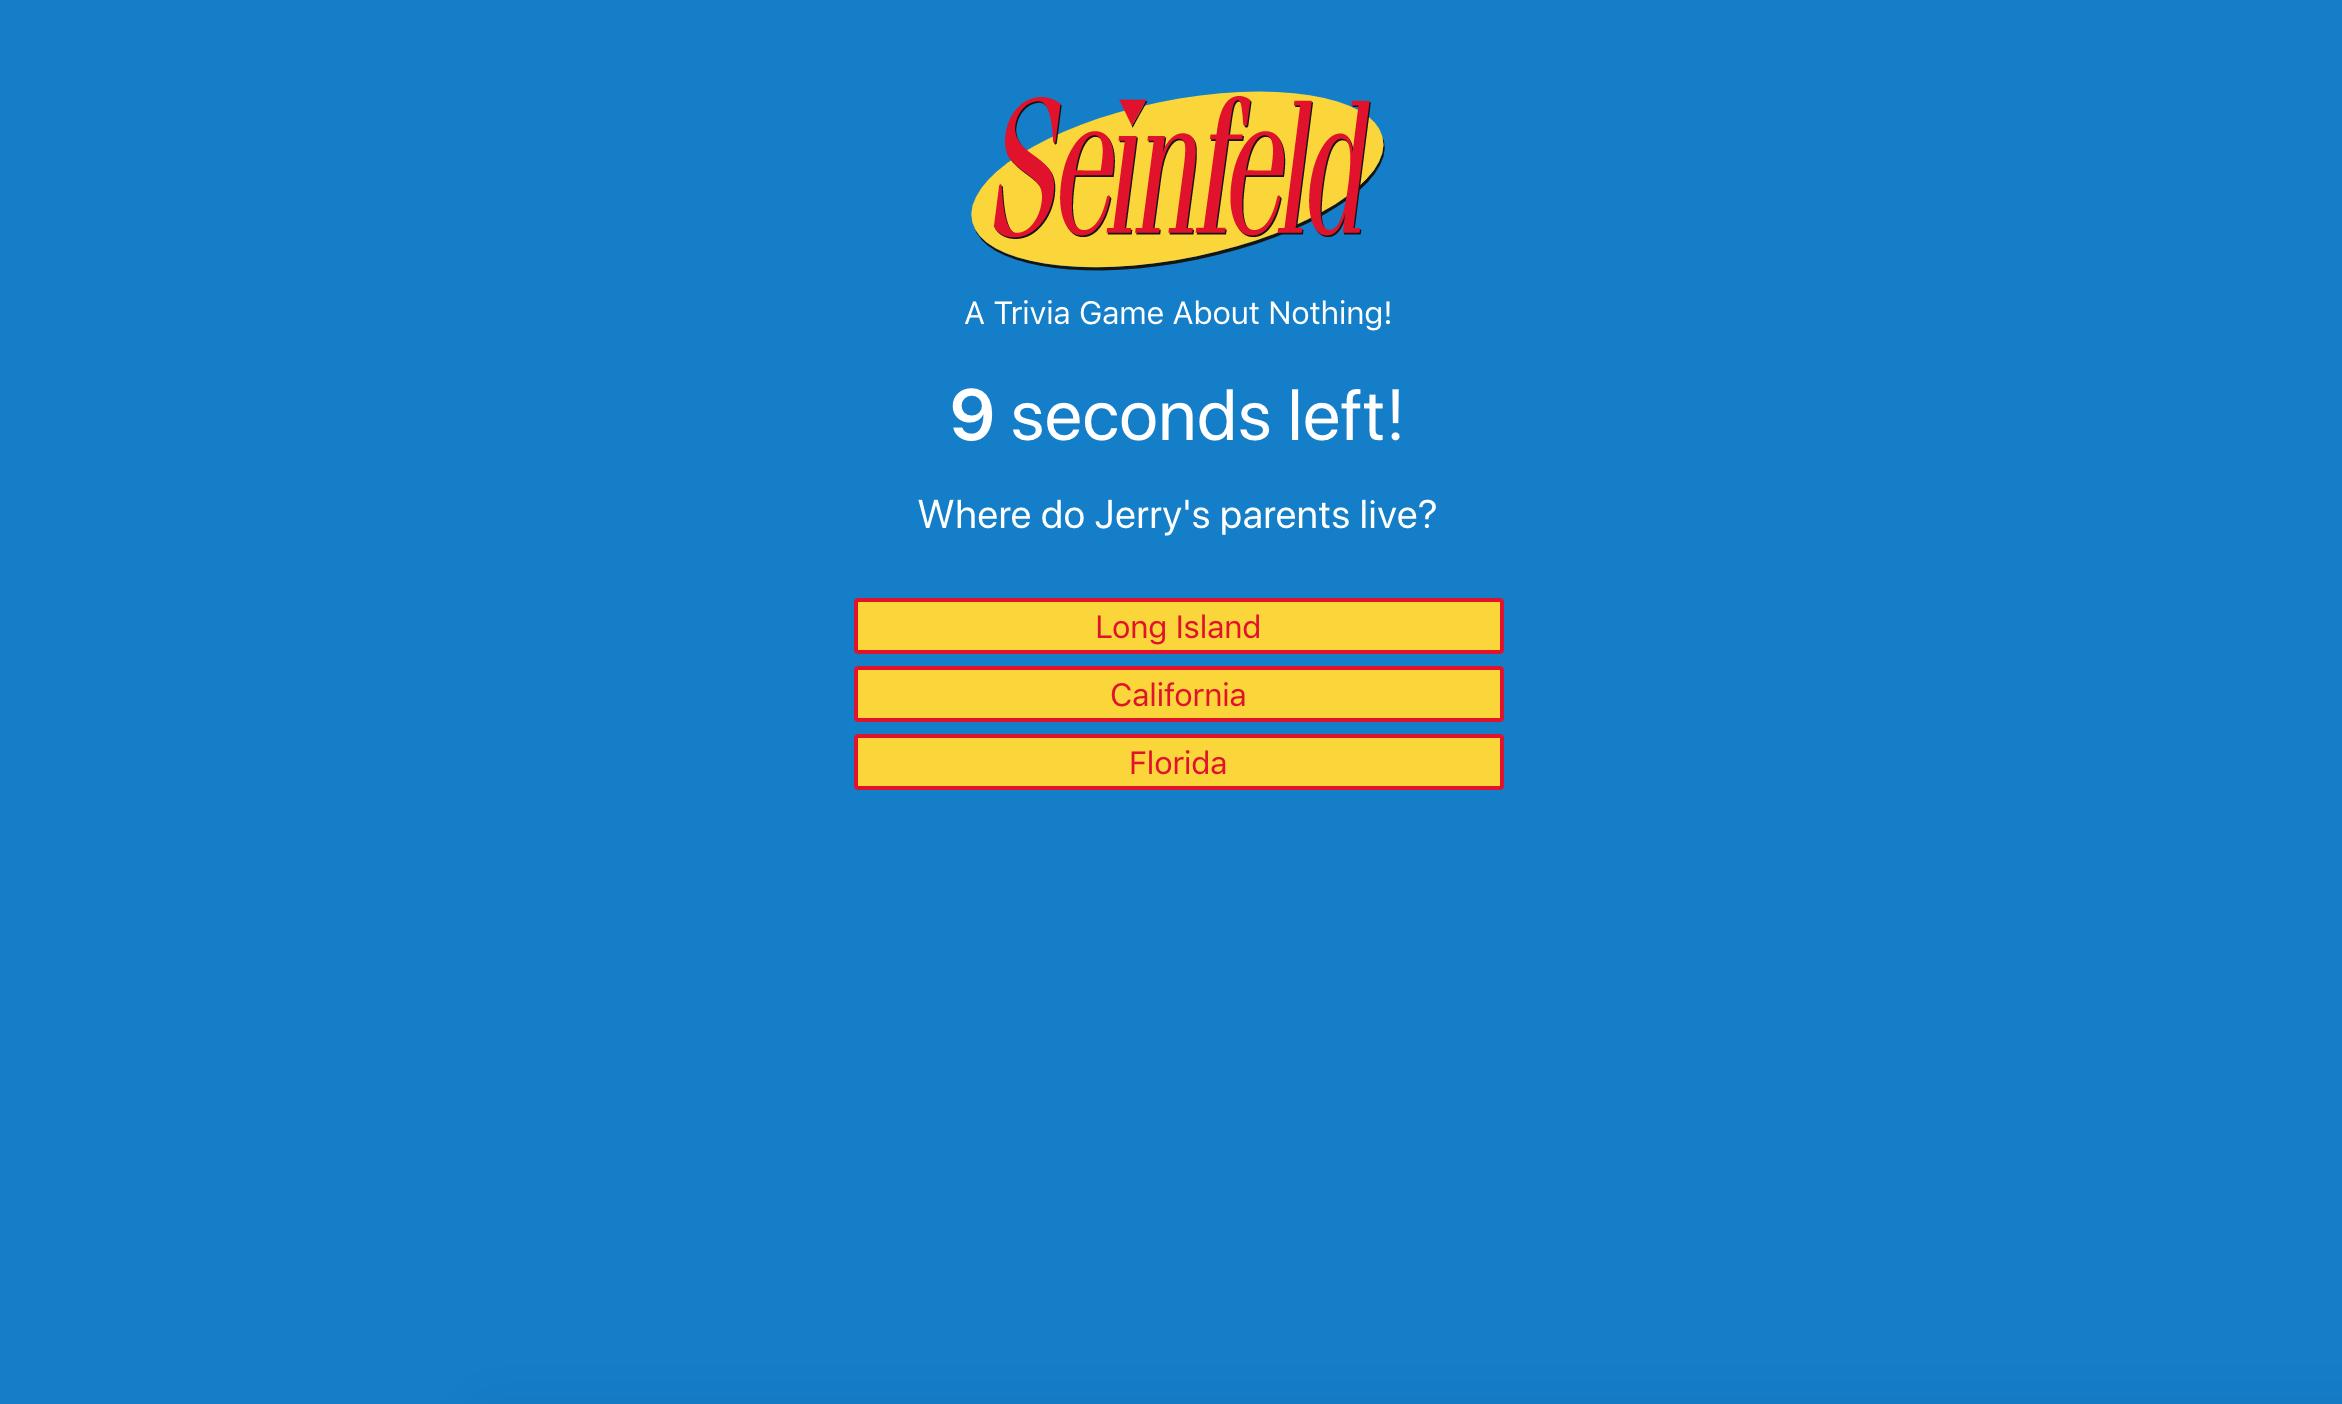 Seinfeld
A Trivia Game About Nothing!
9 seconds left!
Where do Jerry's parents live?
Long Island
California
Florida